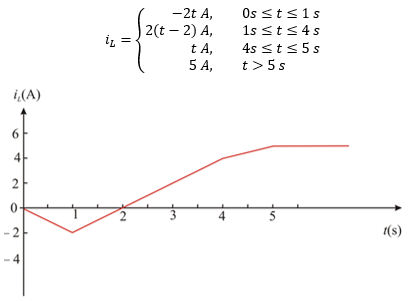 −2t A, 0s ≤ t ≤ 1 s
2(t − 2) A, 1s ≤ t ≤ 4 s
i_L =
t A, 4s ≤ t ≤ 5 s
5 A, t > 5 s
i_L(A)
6
4
2
0
1 2 3 4 5
− 2
t(s)
− 4